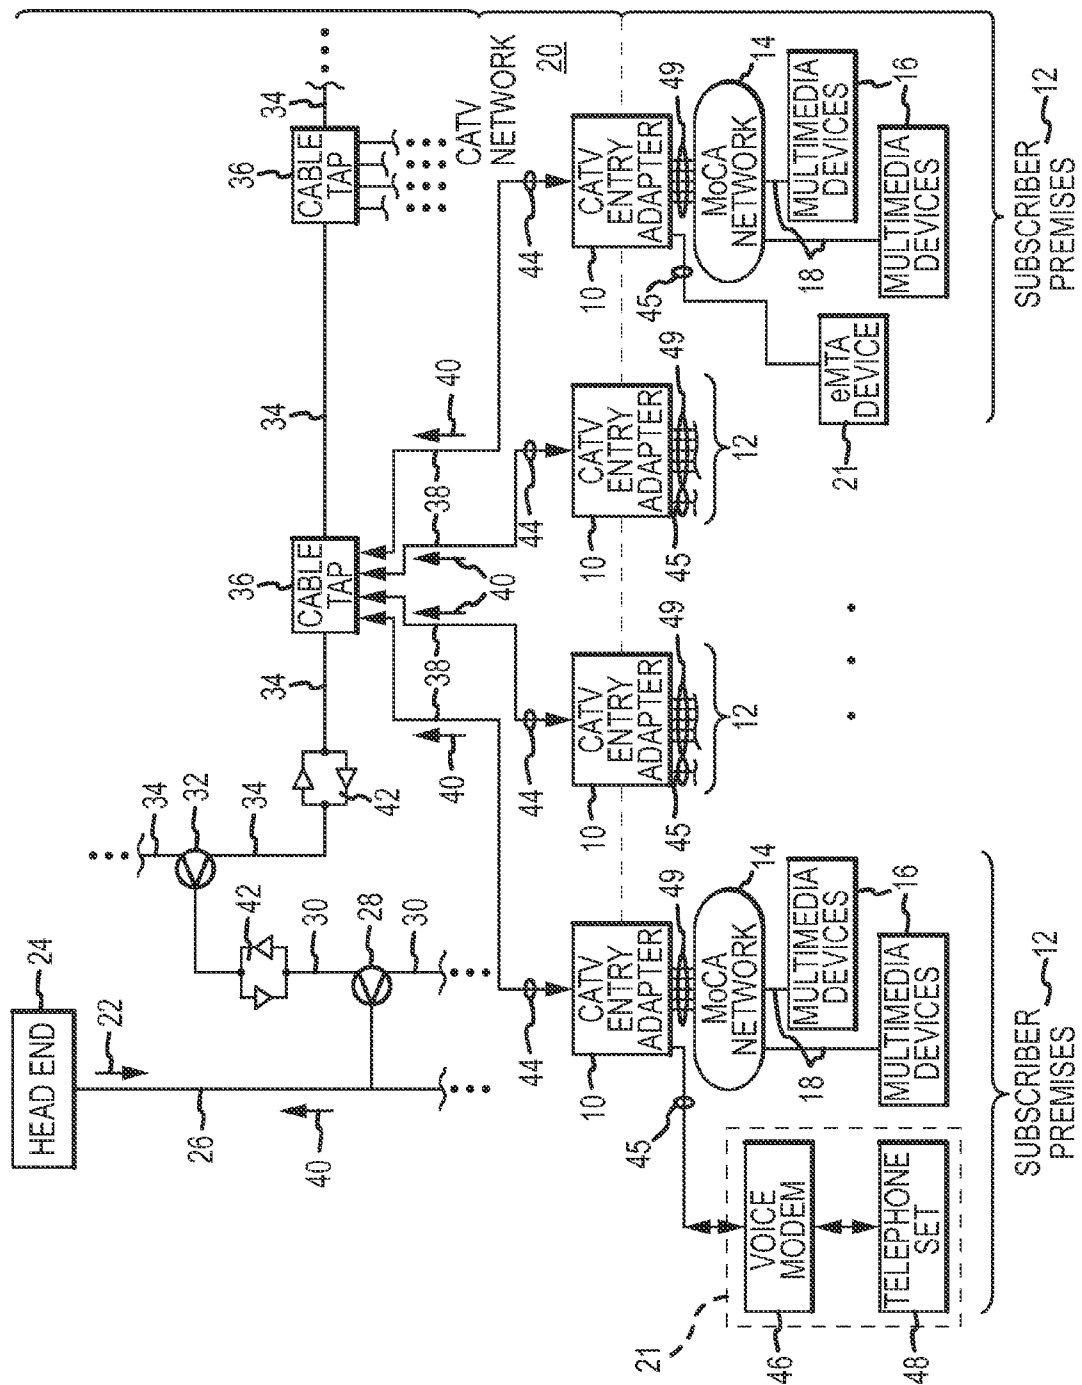 HEAD END
24
22
34
26
32
34
42
36
36
34
34
34
40
30
28
42
CABLE
TAP
CABLE
TAP
30
38
38
40
40
40
CATV
NETWORK
20
44
44
44
44
10
CATV
ENTRY
ADAPTER
10
CATV
ENTRY
ADAPTER
10
CATV
ENTRY
ADAPTER
10
CATV
ENTRY
ADAPTER
45
49
45
49
45
49
45
49
14
MoCA
NETWORK
12
12
14
MoCA
NETWORK
21
46
VOICE
MODEM
18
MULTIMEDIA
DEVICES
16
21
eMTA
DEVICE
18
MULTIMEDIA
DEVICES
16
48
TELEPHONE
SET
MULTIMEDIA
DEVICES
MULTIMEDIA
DEVICES
SUBSCRIBER
PREMISES
12
SUBSCRIBER
PREMISES
12